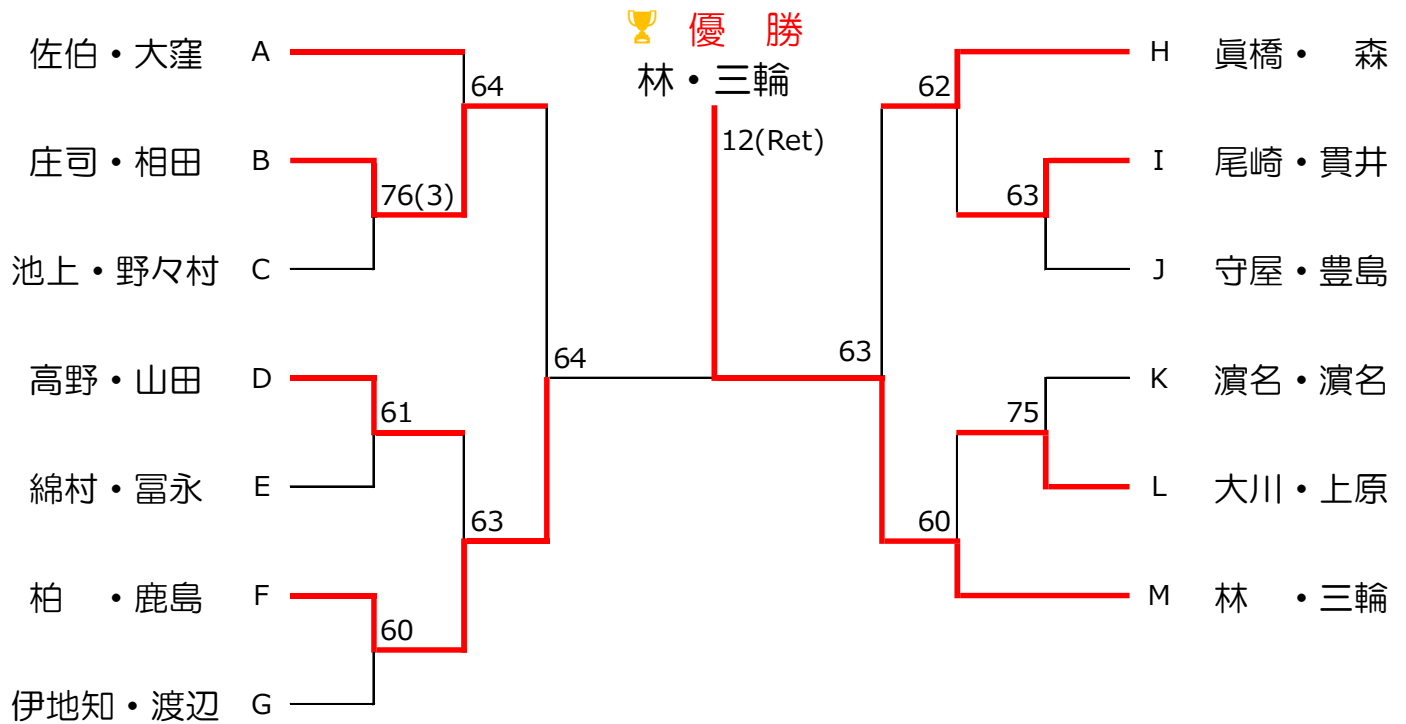 優　勝
林・三輪
12(Ret)
佐伯・大窪 A
64
庄司・相田 B
76(3)
池上・野々村 C
64
高野・山田 D
61
綿村・冨永 E
63
柏　・鹿島 F
60
伊地知・渡辺 G
H 眞橋・　森
62
I 尾崎・貫井
63
J 守屋・豊島
63
K 濵名・濵名
75
L 大川・上原
60
M 林　・三輪